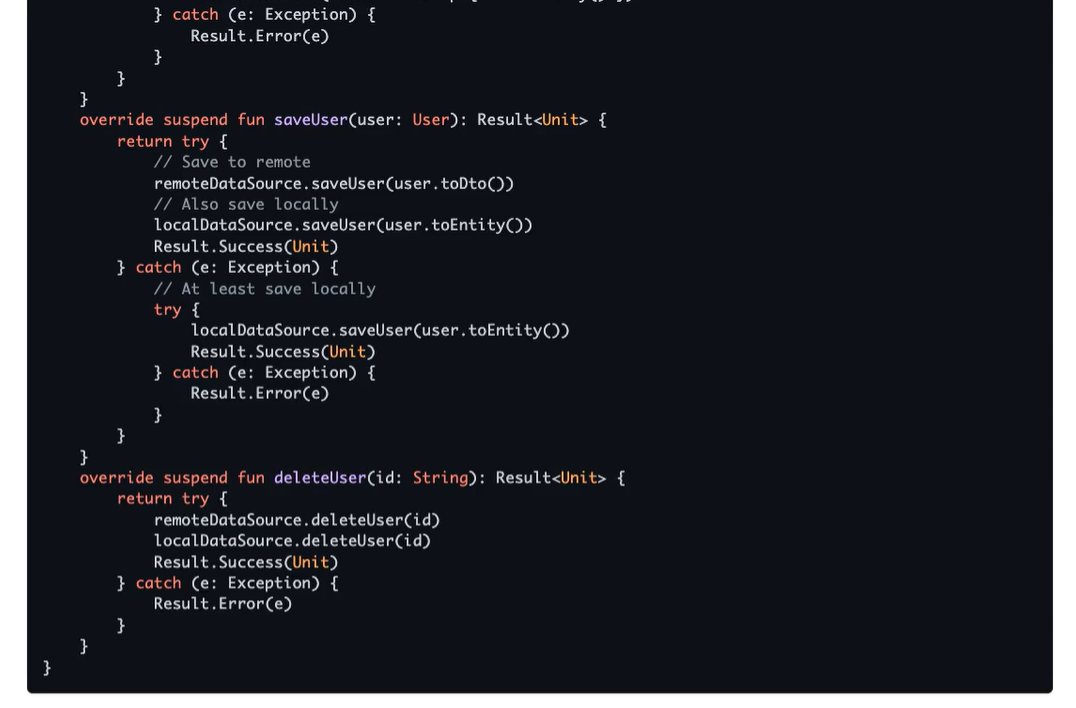 } catch (e: Exception) {
Result.Error(e)
}
}
}
override suspend fun saveUser(user: User): Result<Unit> {
return try {
// Save to remote
remoteDataSource.saveUser(user.toDto())
// Also save locally
localDataSource.saveUser(user.toEntity())
Result.Success(Unit)
} catch (e: Exception) {
// At least save locally
try {
localDataSource.saveUser(user.toEntity())
Result.Success(Unit)
} catch (e: Exception) {
Result.Error(e)
}
}
}
override suspend fun deleteUser(id: String): Result<Unit> {
return try {
remoteDataSource.deleteUser(id)
localDataSource.deleteUser(id)
Result.Success(Unit)
} catch (e: Exception) {
Result.Error(e)
}
}
}